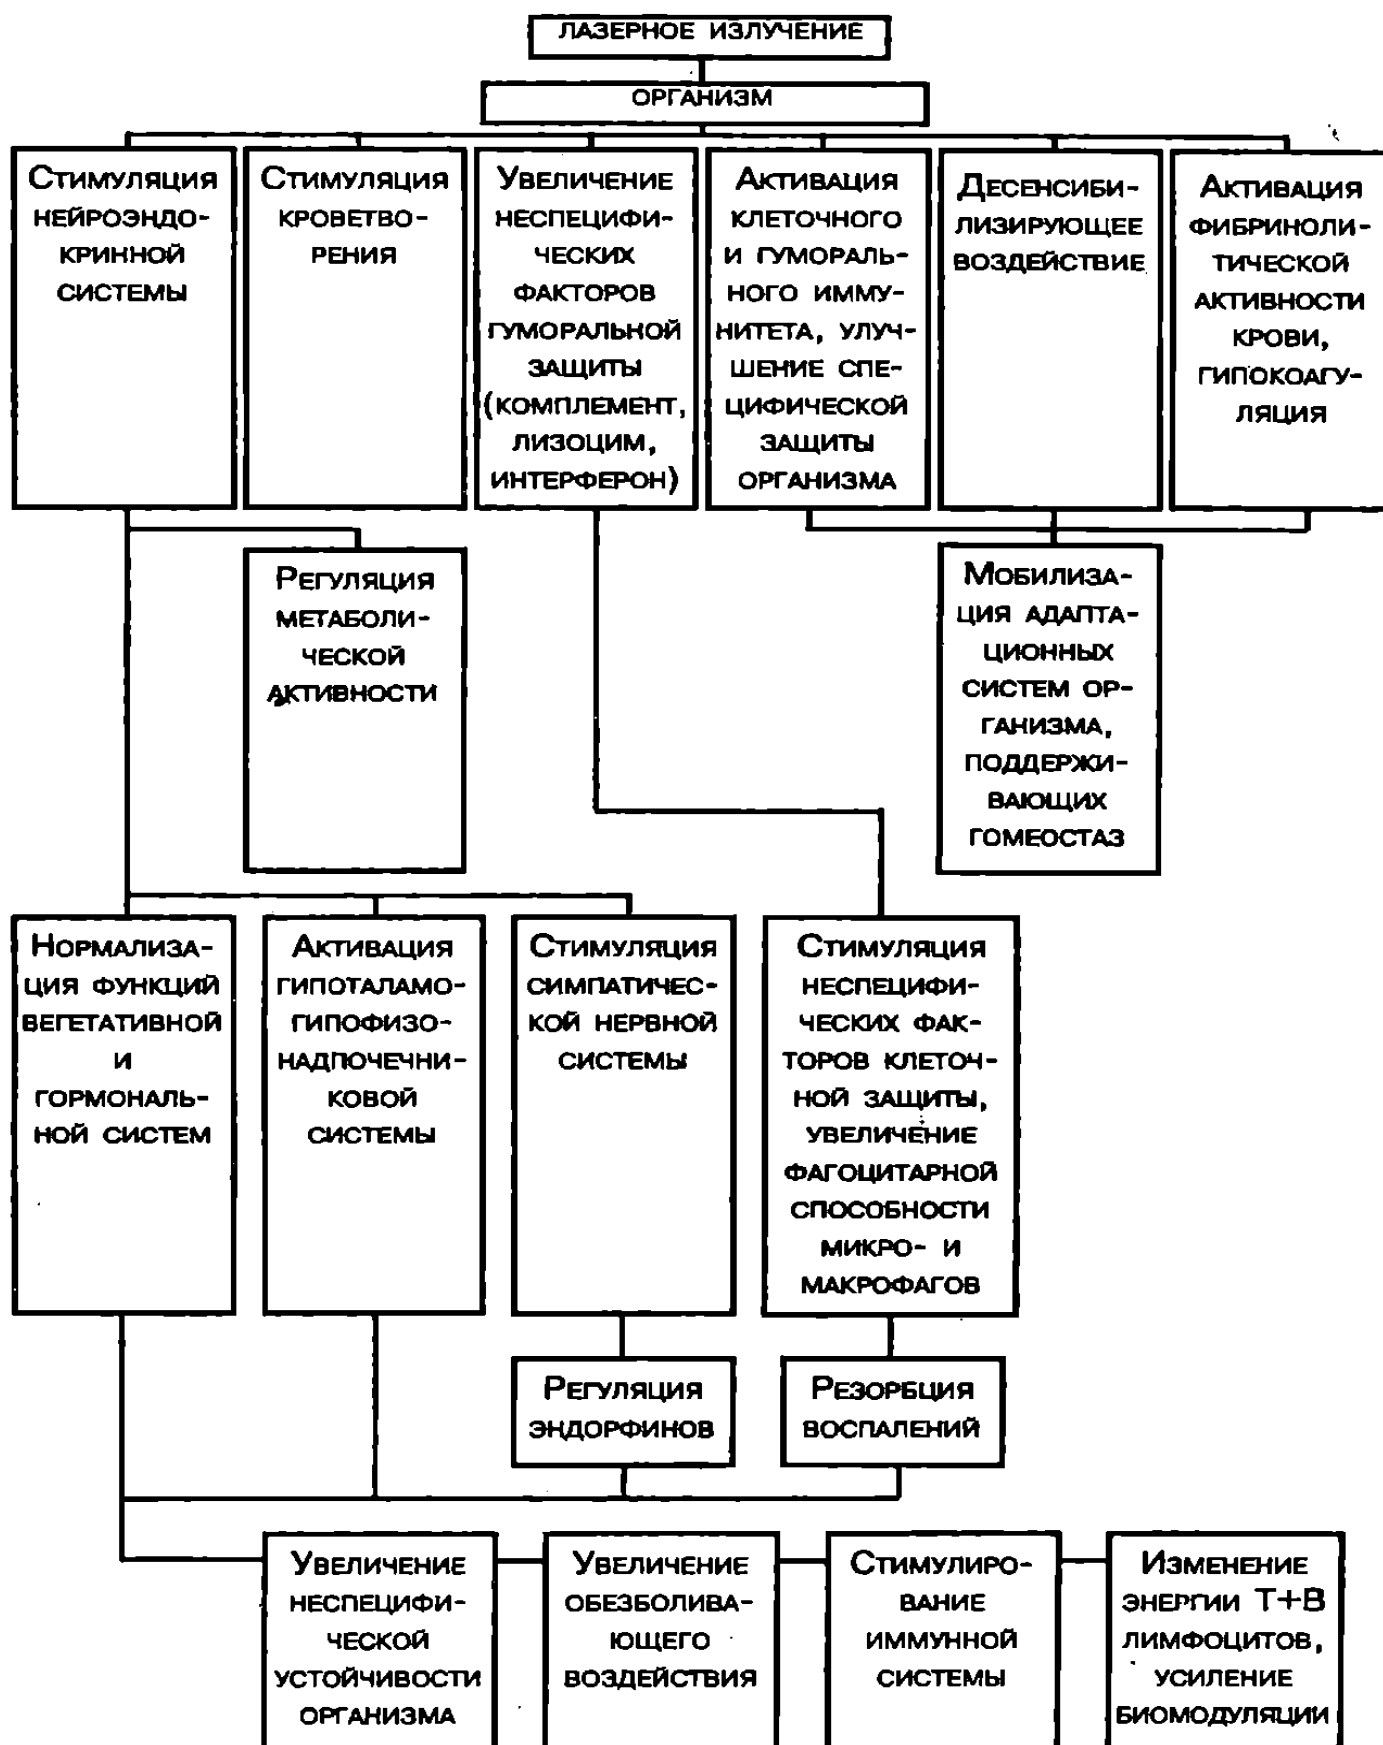 ЛАЗЕРНОЕ ИЗЛУЧЕНИЕ
ОРГАНИЗМ
СТИМУЛЯЦИЯ
НЕЙРОЭНДО-
КРИННОЙ
СИСТЕМЫ
СТИМУЛЯЦИЯ
КРОВЕТВО-
РЕНИЯ
УВЕЛИЧЕНИЕ
НЕСПЕЦИФИ-
ЧЕСКИХ
ФАКТОРОВ
ГУМОРАЛЬНОЙ
ЗАЩИТЫ
(КОМПЛЕМЕНТ,
ЛИЗОЦИМ,
ИНТЕРФЕРОН)
АКТИВАЦИЯ
КЛЕТОЧНОГО
И ГУМОРАЛЬ-
НОГО ИММУ-
НИТЕТА, УЛУЧ-
ШЕНИЕ СПЕ-
ЦИФИЧЕСКОЙ
ЗАЩИТЫ
ОРГАНИЗМА
ДЕСЕНСИБИ-
ЛИЗИРУЮЩЕЕ
ВОЗДЕЙСТВИЕ
АКТИВАЦИЯ
ФИБРИНОЛИ-
ТИЧЕСКОЙ
АКТИВНОСТИ
КРОВИ,
ГИПОКОАГУ-
ЛЯЦИЯ
РЕГУЛЯЦИЯ
МЕТАБОЛИ-
ЧЕСКОЙ
АКТИВНОСТИ
МОБИЛИЗА-
ЦИЯ АДАПТА-
ЦИОННЫХ
СИСТЕМ ОР-
ГАНИЗМА,
ПОДДЕРЖИ-
ВАЮЩИХ
ГОМЕОСТАЗ
НОРМАЛИЗА-
ЦИЯ ФУНКЦИЙ
ВЕГЕТАТИВНОЙ
И
ГОРМОНАЛЬ-
НОЙ СИСТЕМ
АКТИВАЦИЯ
ГИПОТАЛАМО-
ГИПОФИЗО-
НАДПОЧЕЧНИ-
КОВОЙ
СИСТЕМЫ
СТИМУЛЯЦИЯ
СИМПАТИЧЕС-
КОЙ НЕРВНОЙ
СИСТЕМЫ
СТИМУЛЯЦИЯ
НЕСПЕЦИФИ-
ЧЕСКИХ ФАК-
ТОРОВ КЛЕТОЧ-
НОЙ ЗАЩИТЫ,
УВЕЛИЧЕНИЕ
ФАГОЦИТАРНОЙ
СПОСОБНОСТИ
МИКРО- И
МАКРОФАГОВ
РЕГУЛЯЦИЯ
ЭНДОРФИНОВ
РЕЗОРБЦИЯ
ВОСПАЛЕНИЙ
УВЕЛИЧЕНИЕ
НЕСПЕЦИФИ-
ЧЕСКОЙ
УСТОЙЧИВОСТИ
ОРГАНИЗМА
УВЕЛИЧЕНИЕ
ОБЕЗБОЛИВА-
ЮЩЕГО
ВОЗДЕЙСТВИЯ
СТИМУЛИРО-
ВАНИЕ
ИММУННОЙ
СИСТЕМЫ
ИЗМЕНЕНИЕ
ЭНЕРГИИ Т+В
ЛИМФОЦИТОВ,
УСИЛЕНИЕ
БИОМОДУЛЯЦИИ